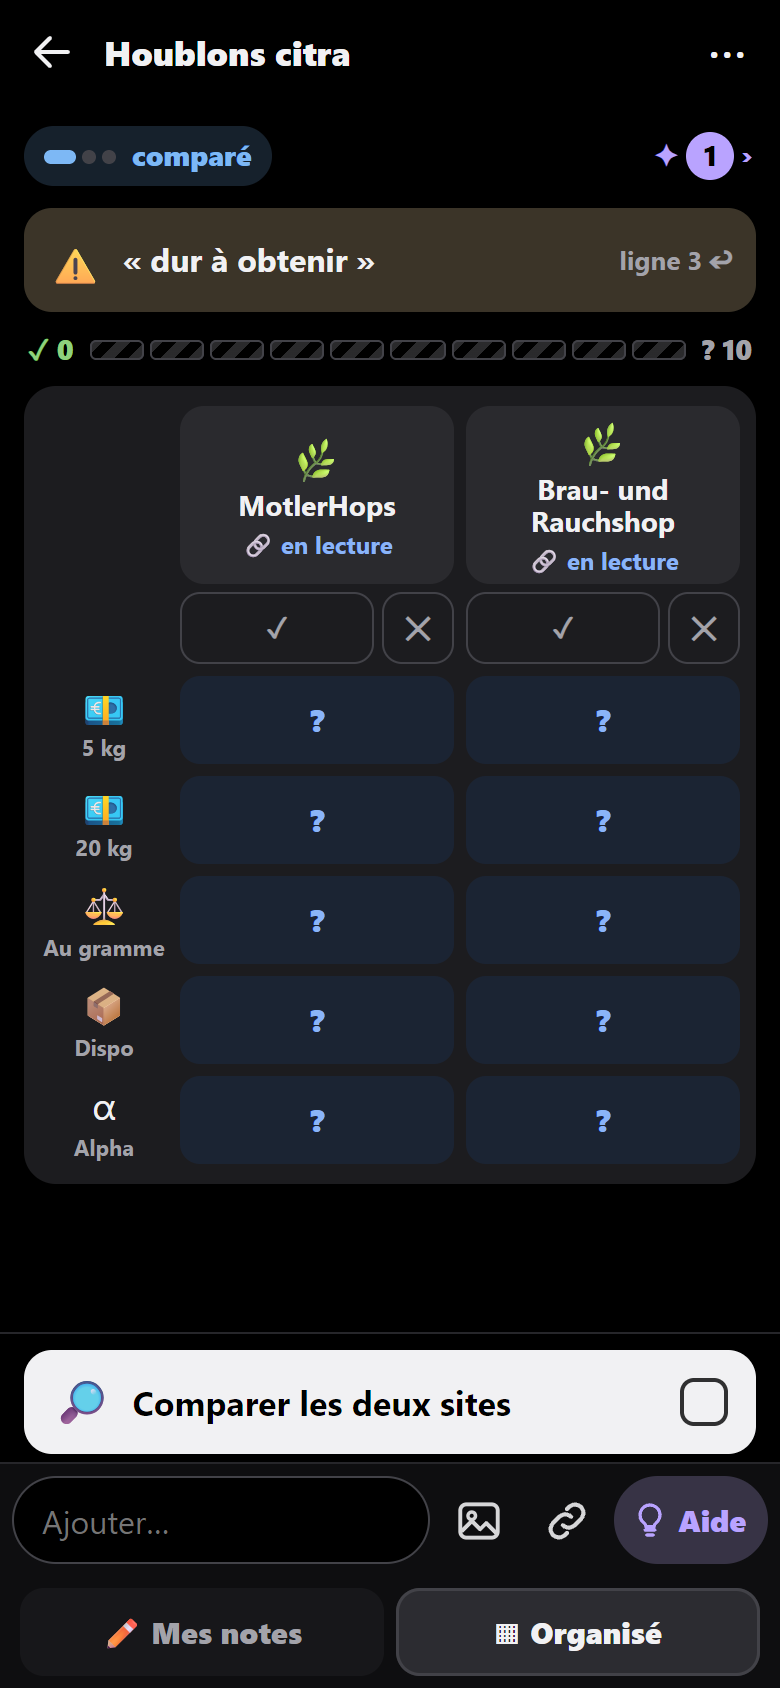 Houblons citra
comparé
1
« dur à obtenir »
ligne 3
✓ 0
? 10
MotlerHops
en lecture
Brau- und
Rauchshop
en lecture
5 kg
?
?
20 kg
?
?
Au gramme
?
?
Dispo
?
?
α
Alpha
?
?
Comparer les deux sites
Ajouter...
Aide
Mes notes
Organisé